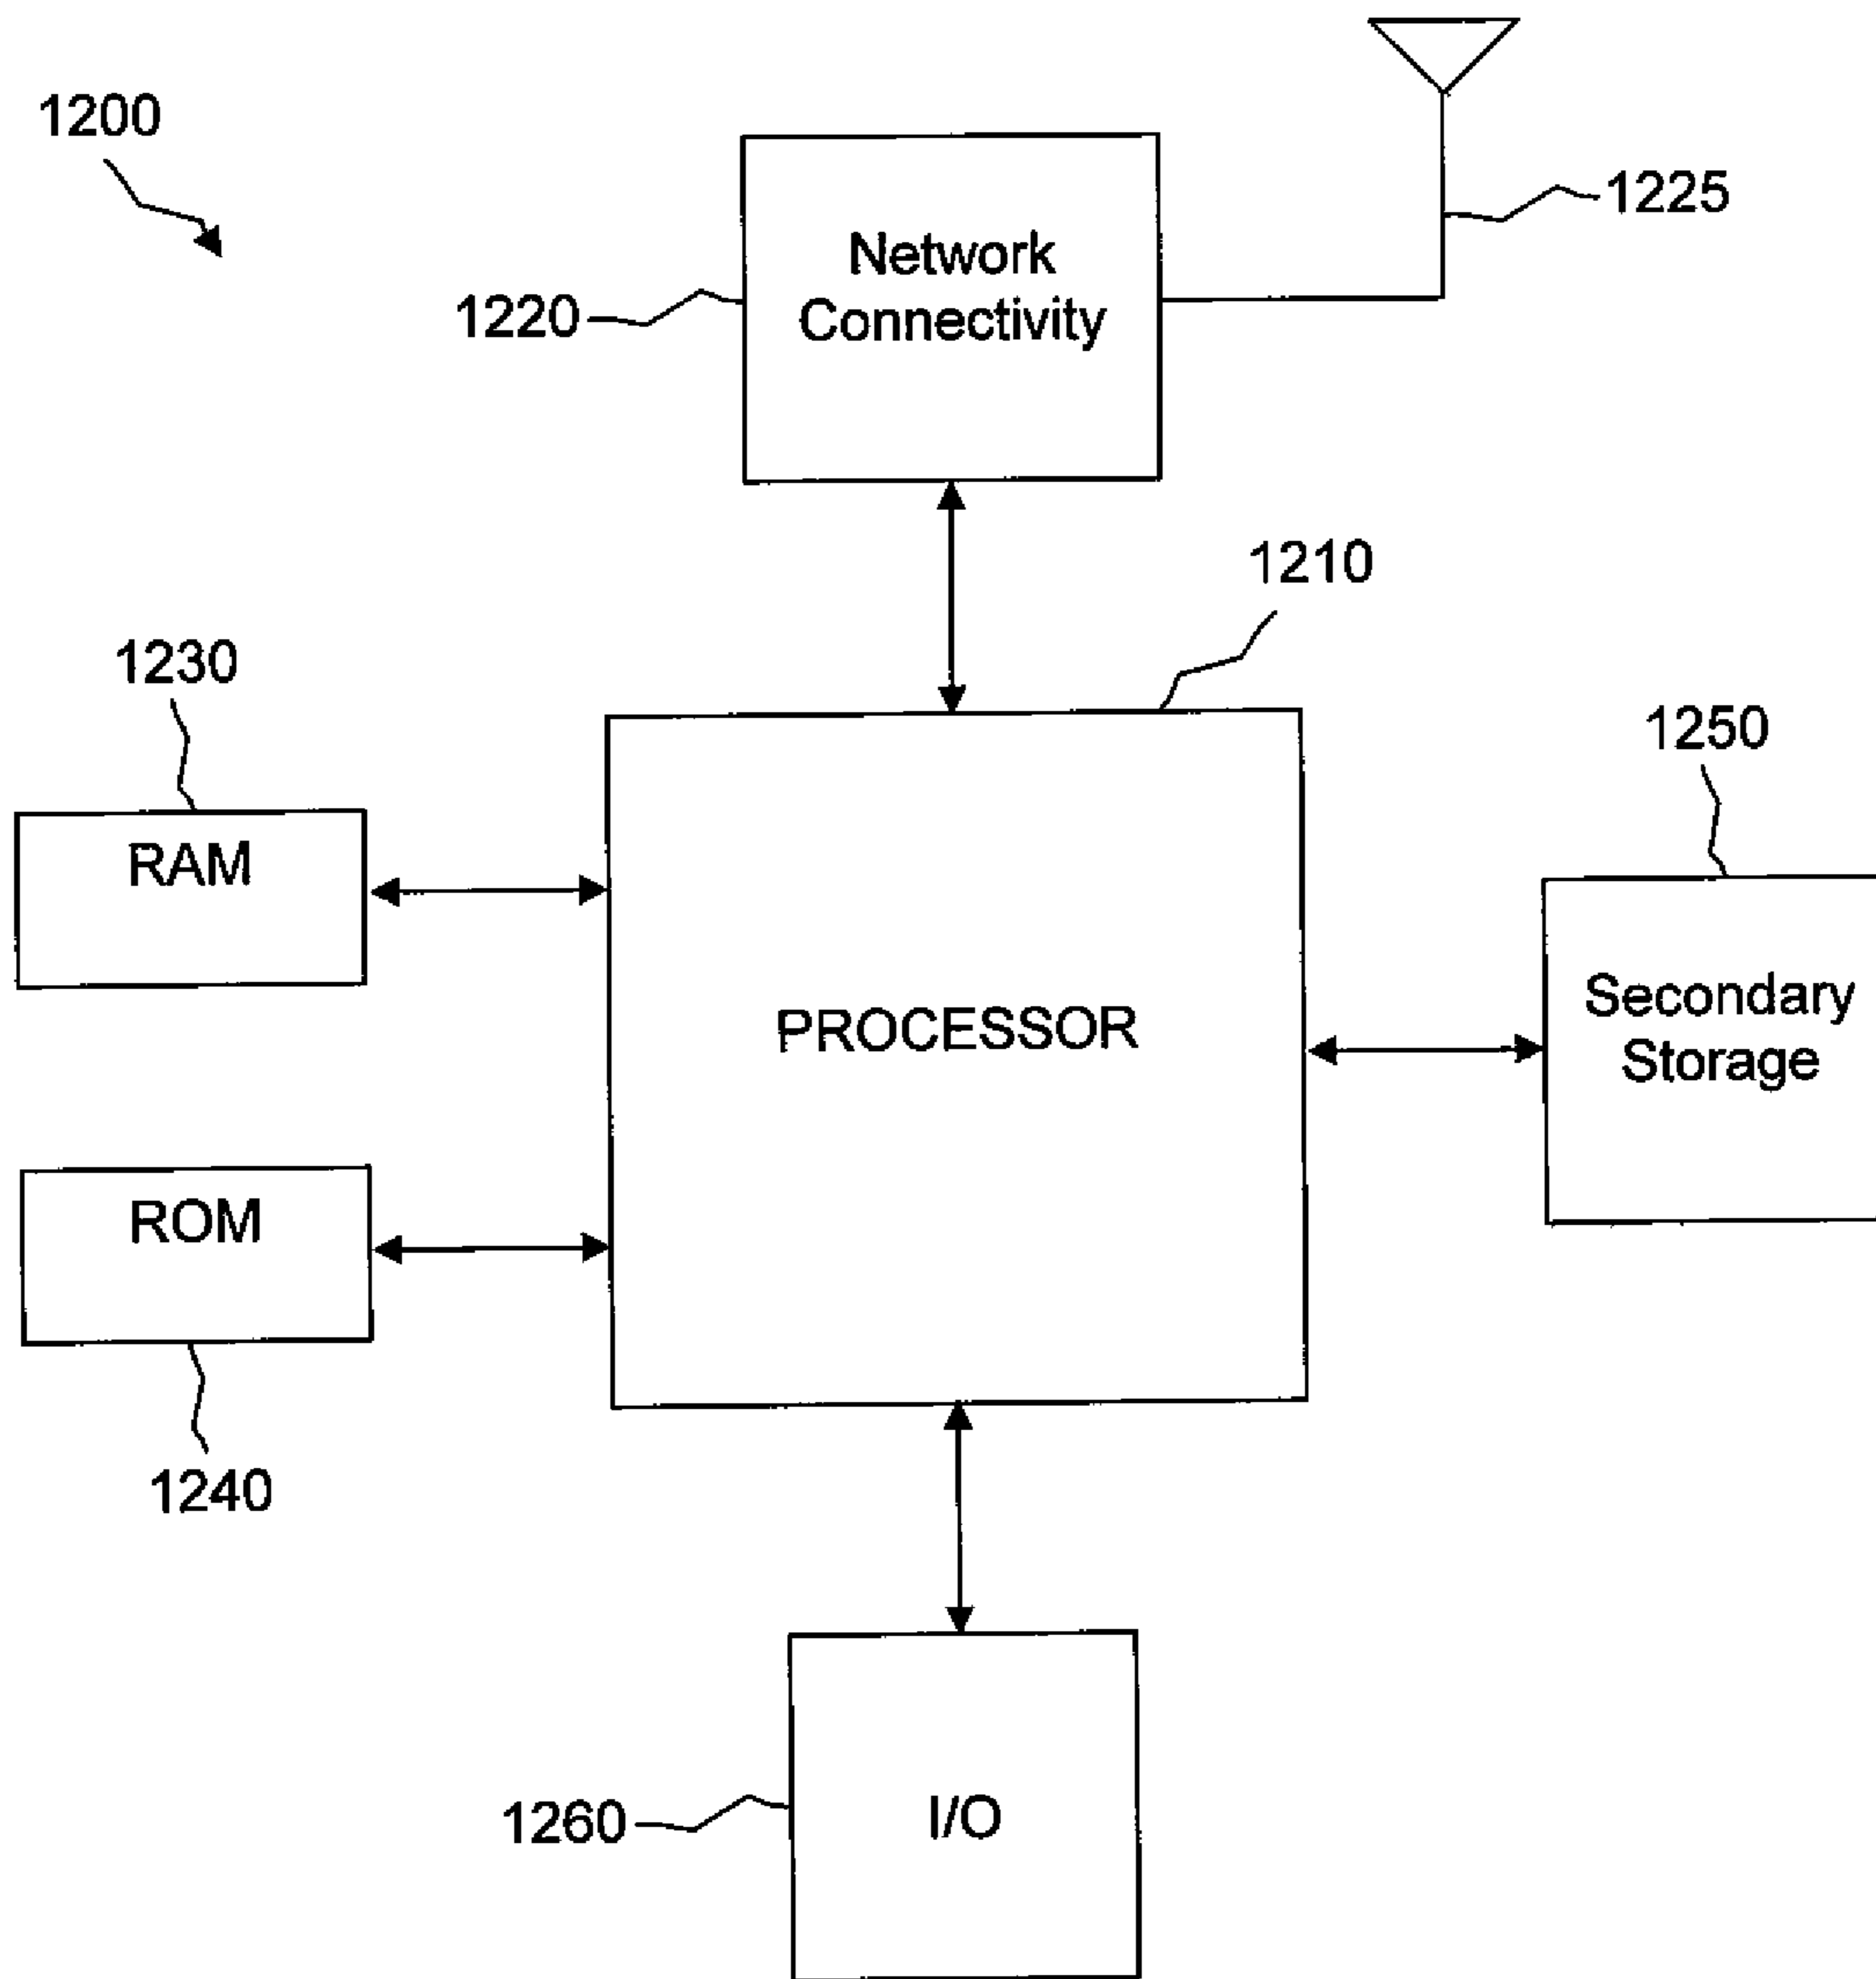 1200
1225
Network
Connectivity
1220
1210
1230
1250
RAM
Secondary
Storage
PROCESSOR
ROM
1240
1260
I/O